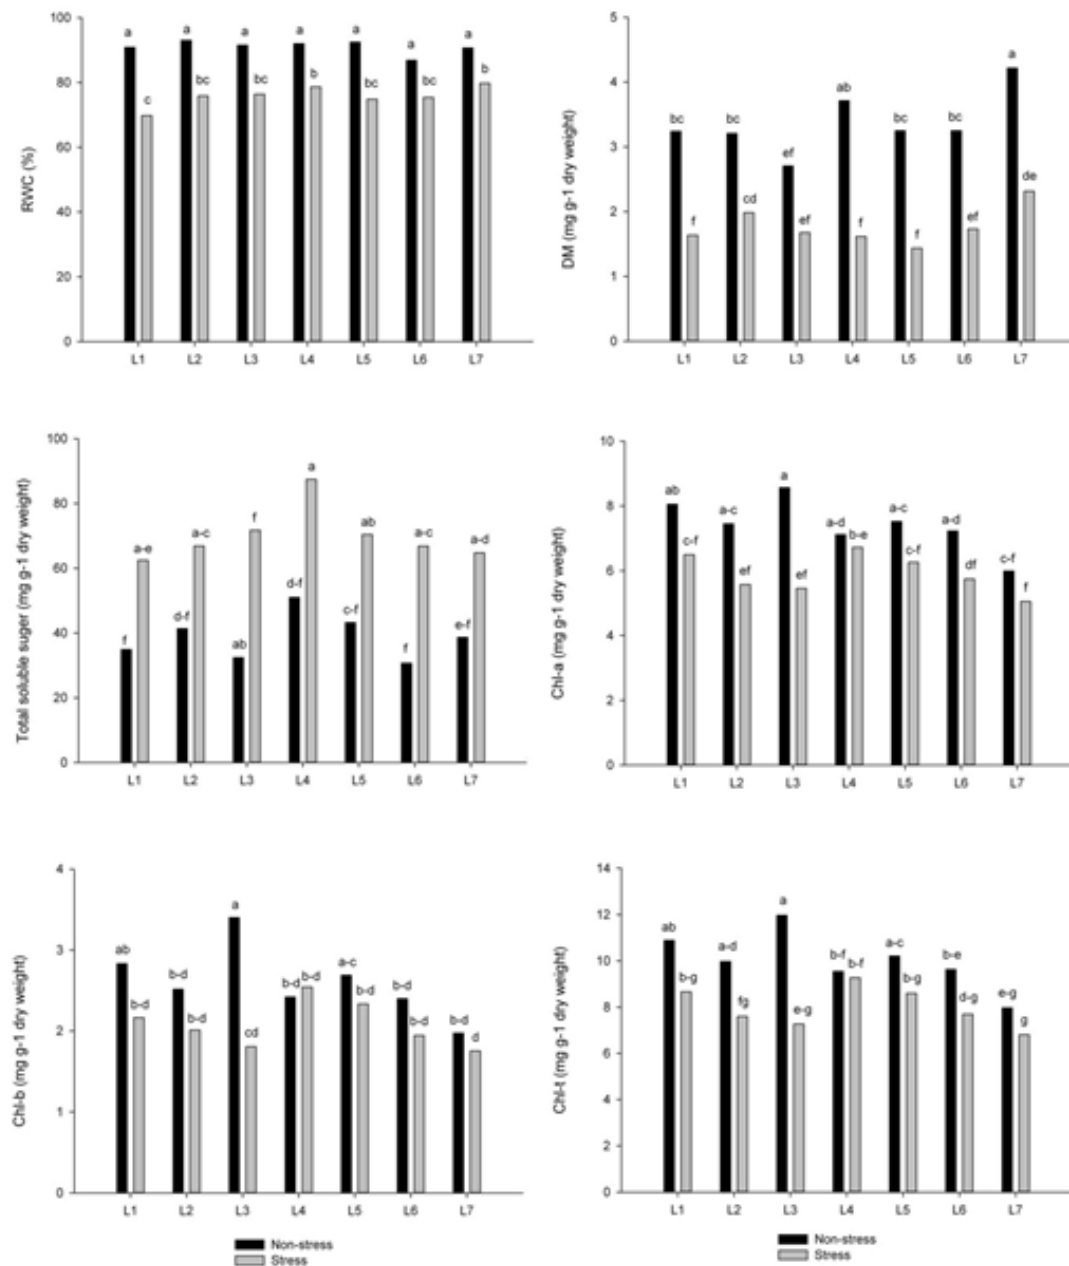 100
80
60
40
20
0
RWC (%)
a a a a a a a
c bc bc b bc bc b
L1 L2 L3 L4 L5 L6 L7
5
4
3
2
1
0
DM (mg g-1 dry weight)
bc bc ef ab bc bc a
f cd ef f f ef de
L1 L2 L3 L4 L5 L6 L7
100
80
60
40
20
0
Total soluble suger (mg g-1 dry weight)
f d-f ab d-f c-f f e-f
a-e a-c f a ab a-c a-d
L1 L2 L3 L4 L5 L6 L7
10
8
6
4
2
0
Chl-a (mg g-1 dry weight)
ab a-c a a-d a-c a-d c-f
c-f ef ef b-e c-f df f
L1 L2 L3 L4 L5 L6 L7
4
3
2
1
0
Chl-b (mg g-1 dry weight)
ab b-d a b-d a-c b-d b-d
b-d b-d cd b-d b-d b-d d
L1 L2 L3 L4 L5 L6 L7
Non-stress
Stress
14
12
10
8
6
4
2
0
Chl-t (mg g-1 dry weight)
ab a-d a b-f a-c b-e e-g
b-g fg e-g b-f b-g d-g g
L1 L2 L3 L4 L5 L6 L7
Non-stress
Stress